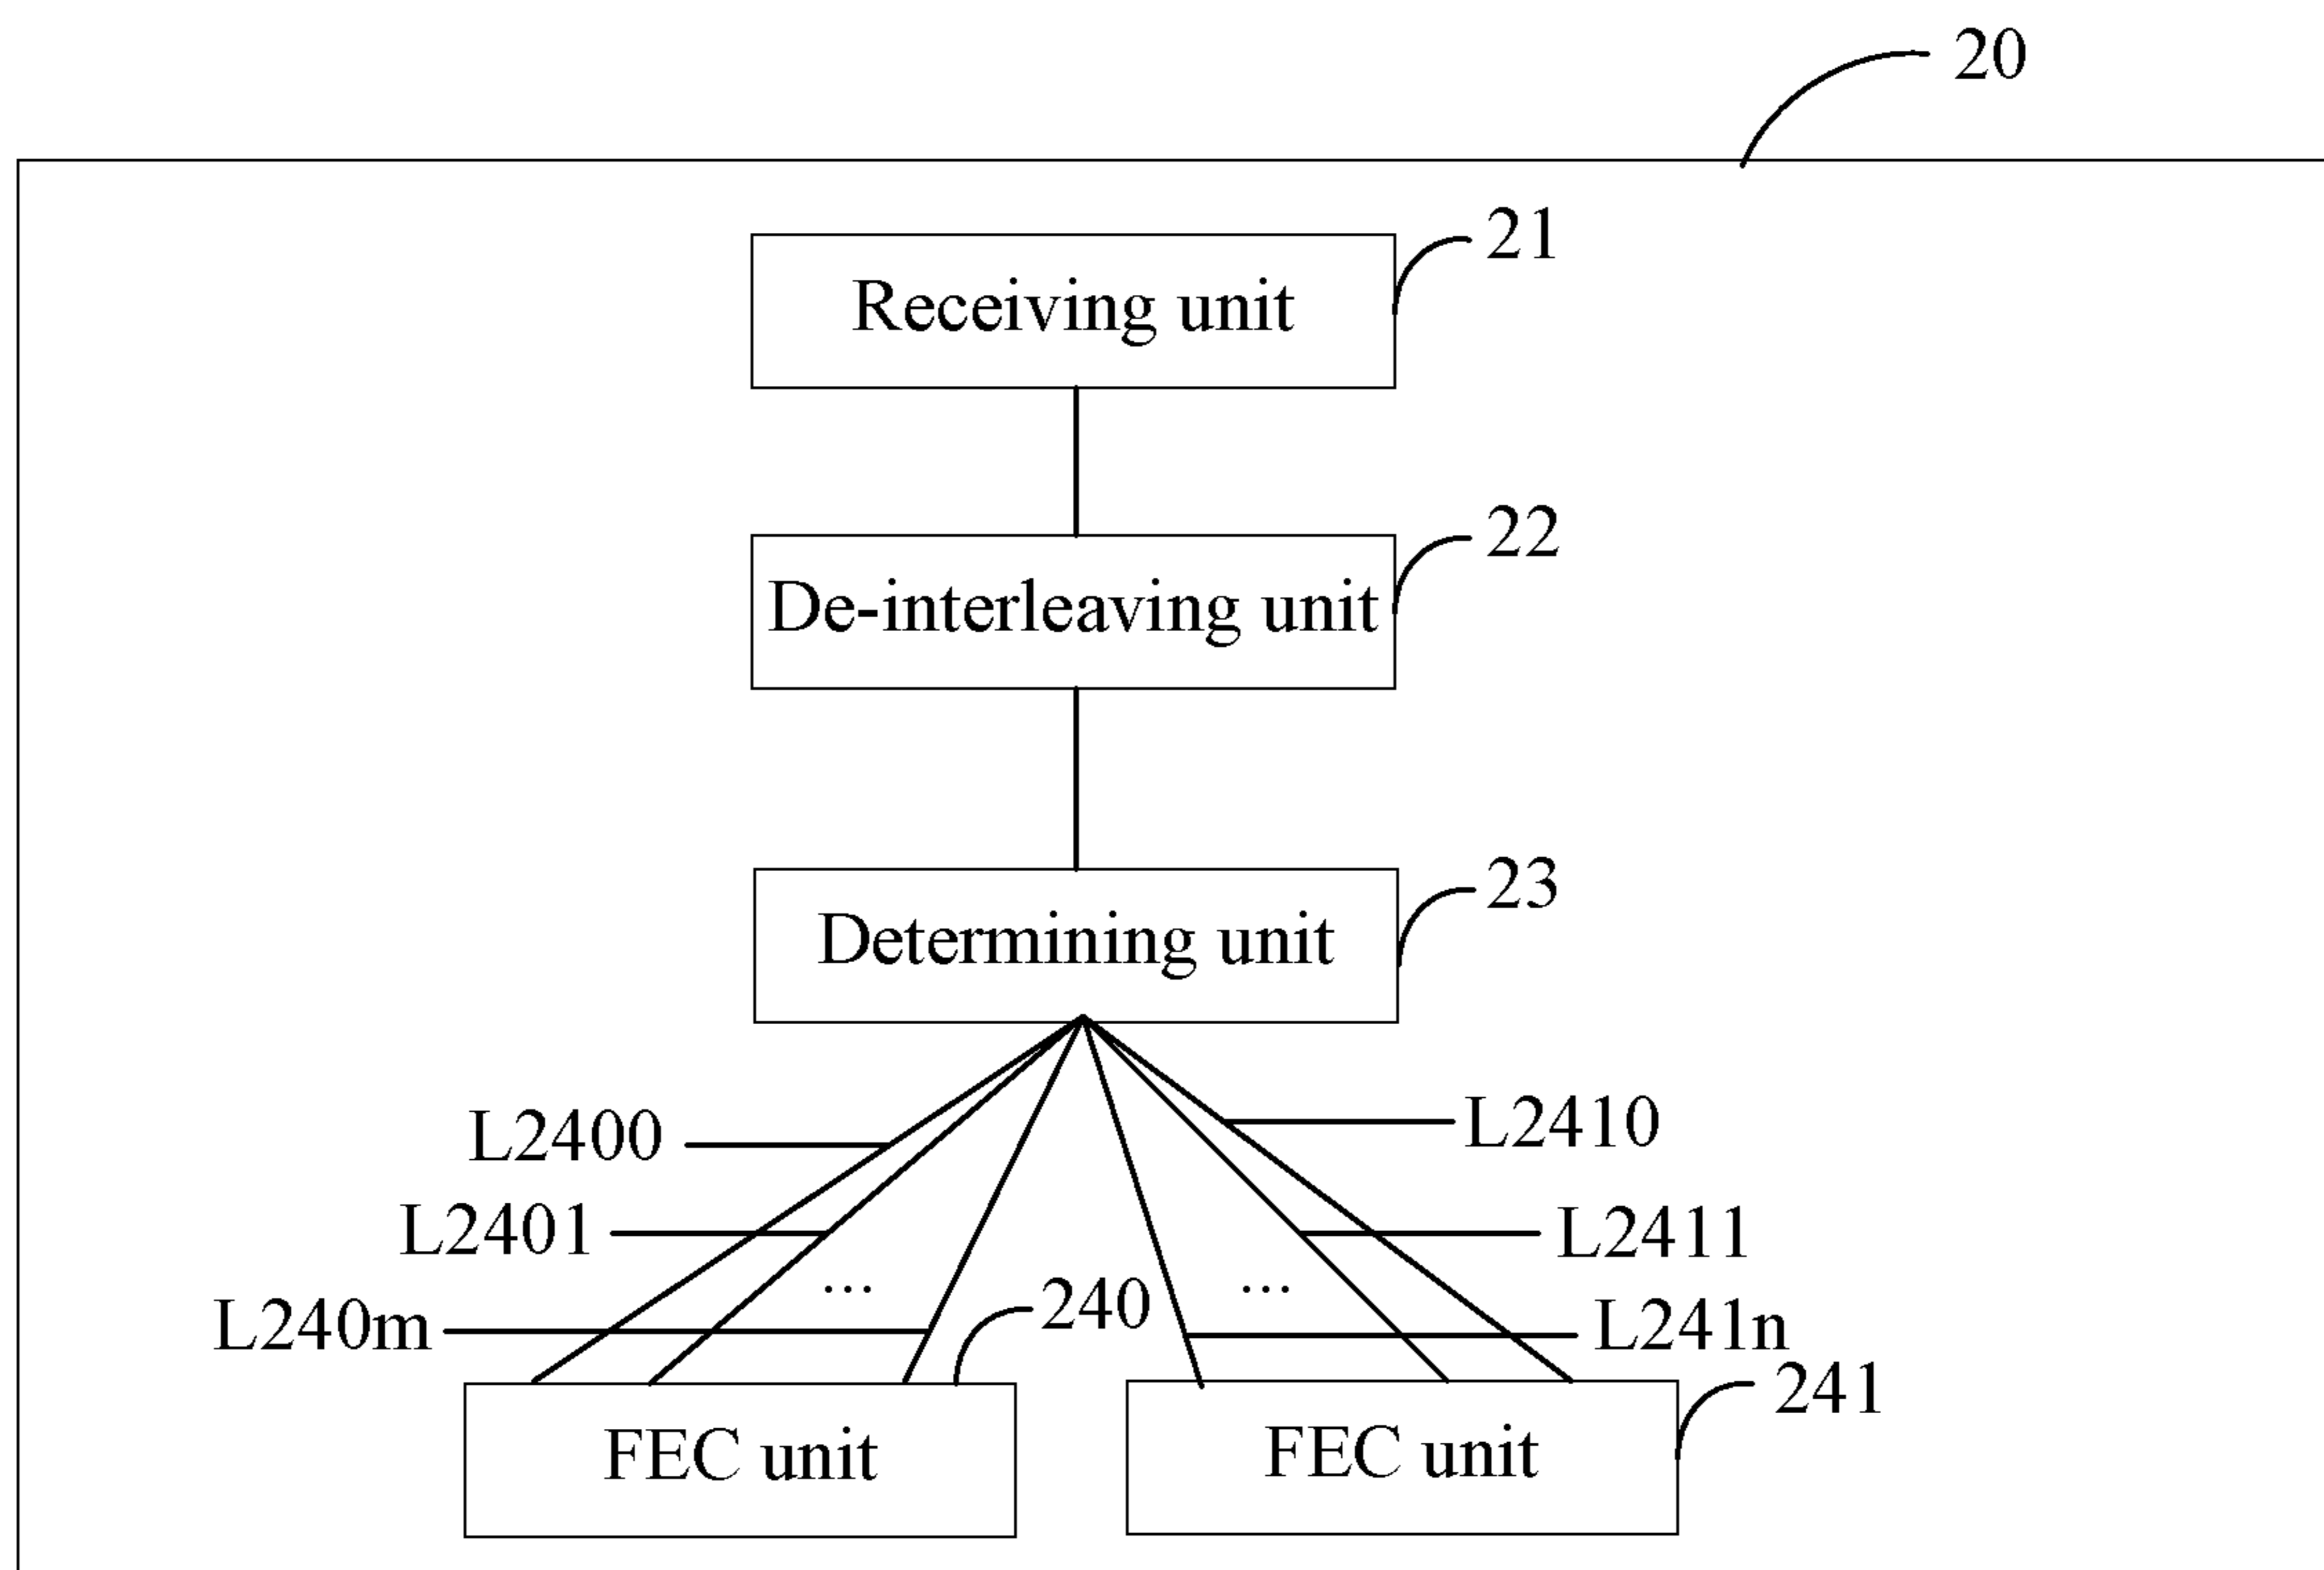 20
21
Receiving unit
22
De-interleaving unit
23
Determining unit
L2400
L2410
L2401
L2411
...
240
...
L240m
L241n
241
FEC unit
FEC unit